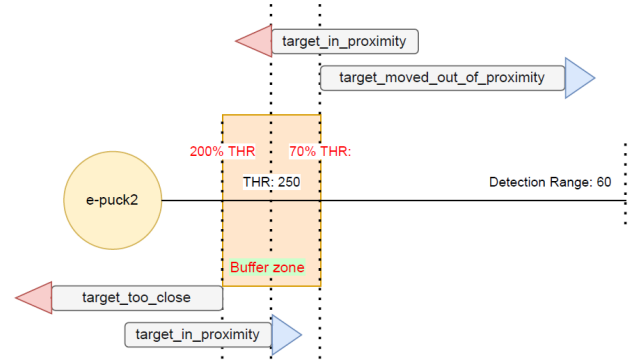 target_in_proximity
target_moved_out_of_proximity
200% THR
70% THR:
THR: 250
Detection Range: 60
e-puck2
Buffer zone
target_too_close
target_in_proximity